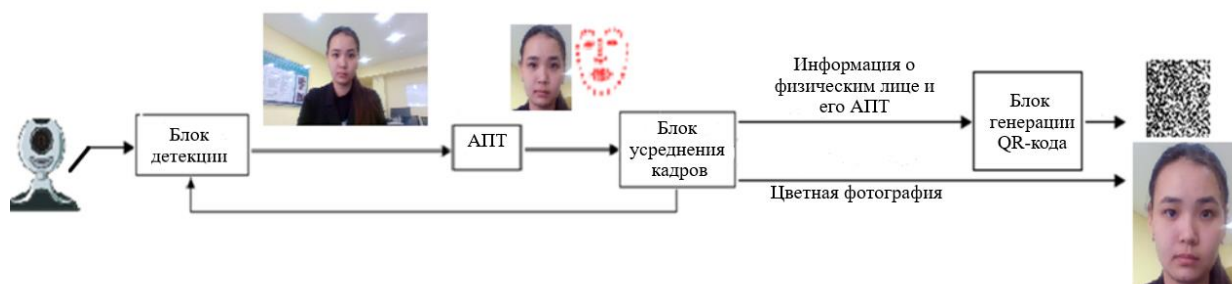 Блок
детекции
АПТ
Блок
усреднения
кадров
Информация о
физическим лице и
его АПТ
Блок
генерации
QR-кода
Цветная фотография